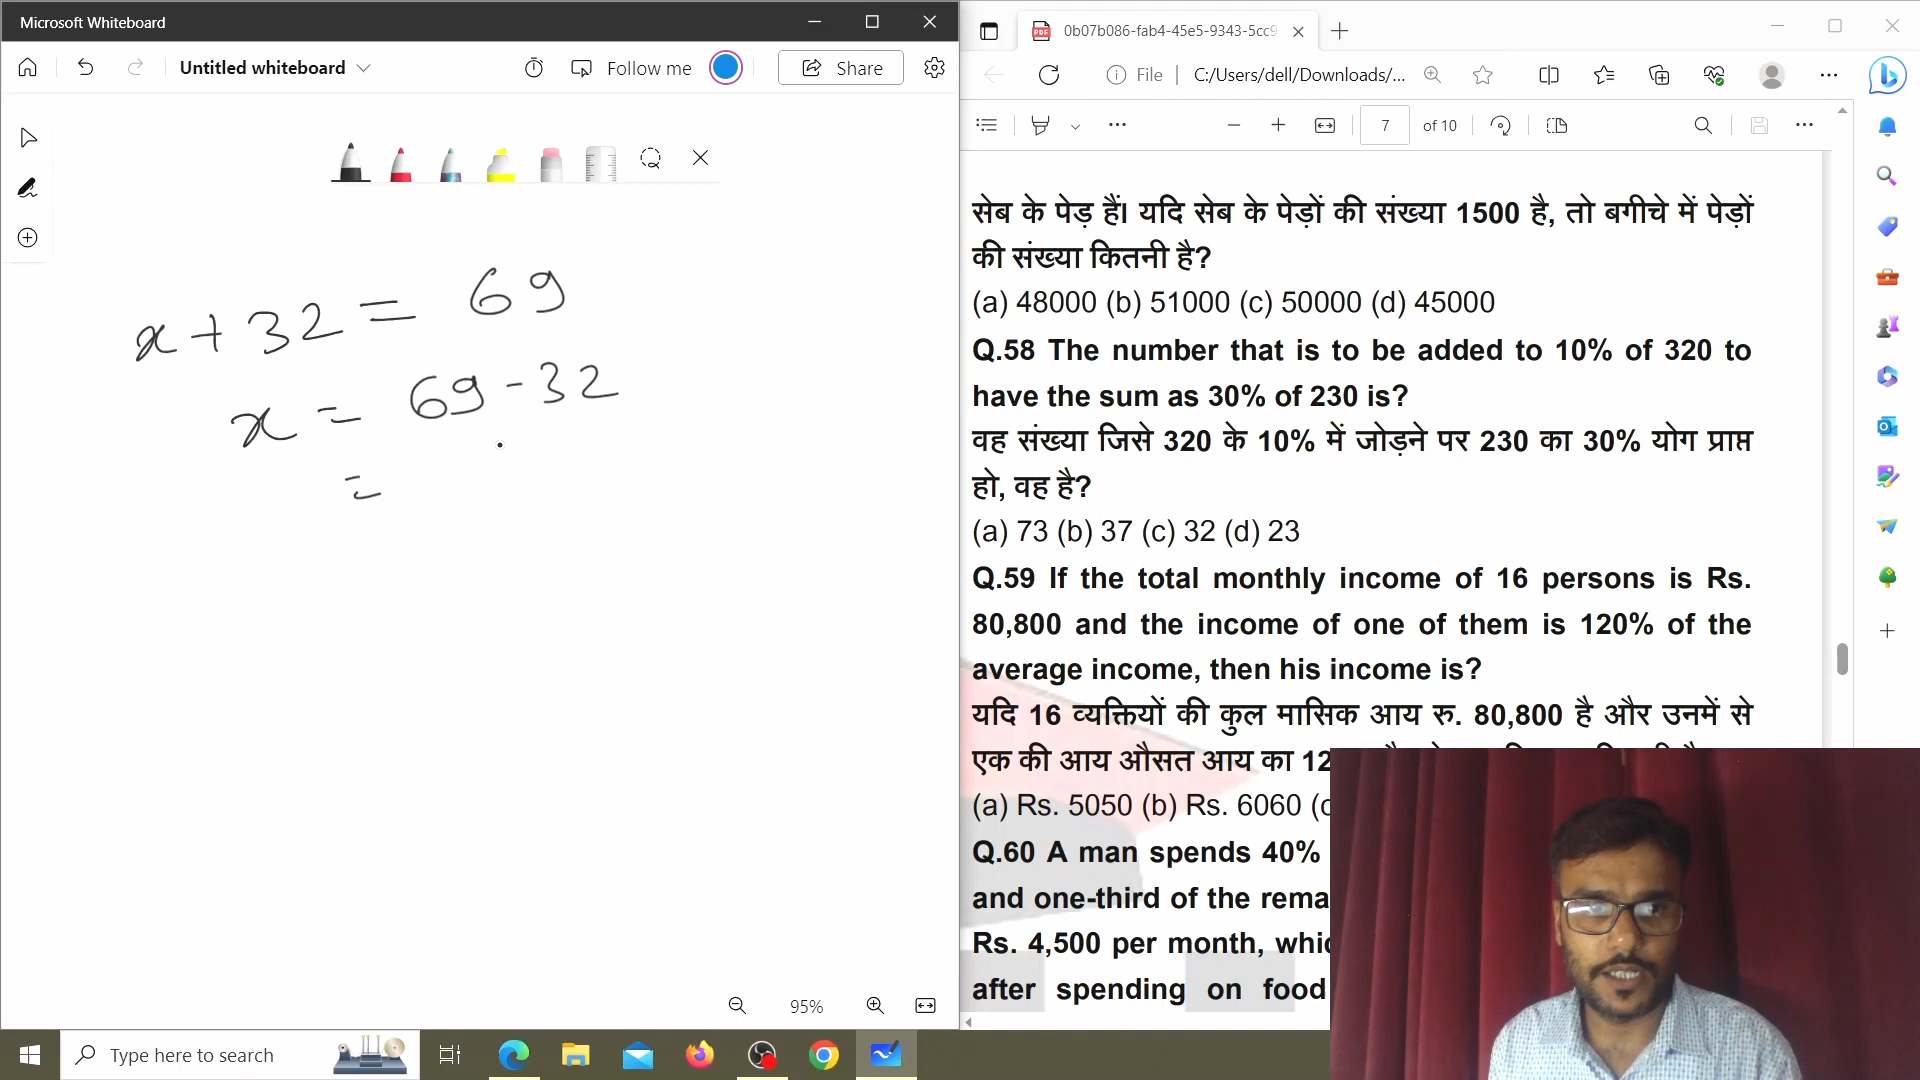 Microsoft Whiteboard
Untitled whiteboard
Follow me
Share
x + 32 = 69
x = 69 - 32
=
95%
0b07b086-fab4-45e5-9343-5cc9
File
C:/Users/dell/Downloads/...
7 of 10
सेब के पेड़ हैं। यदि सेब के पेड़ों की संख्या 1500 है, तो बगीचे में पेड़ों
की संख्या कितनी है?
(a) 48000 (b) 51000 (c) 50000 (d) 45000
Q.58 The number that is to be added to 10% of 320 to
have the sum as 30% of 230 is?
वह संख्या जिसे 320 के 10% में जोड़ने पर 230 का 30% योग प्राप्त
हो, वह है?
(a) 73 (b) 37 (c) 32 (d) 23
Q.59 If the total monthly income of 16 persons is Rs.
80,800 and the income of one of them is 120% of the
average income, then his income is?
यदि 16 व्यक्तियों की कुल मासिक आय रु. 80,800 है और उनमें से
एक की आय औसत आय का 12
(a) Rs. 5050 (b) Rs. 6060 (c
Q.60 A man spends 40%
and one-third of the rema
Rs. 4,500 per month, whic
after spending on food
Type here to search